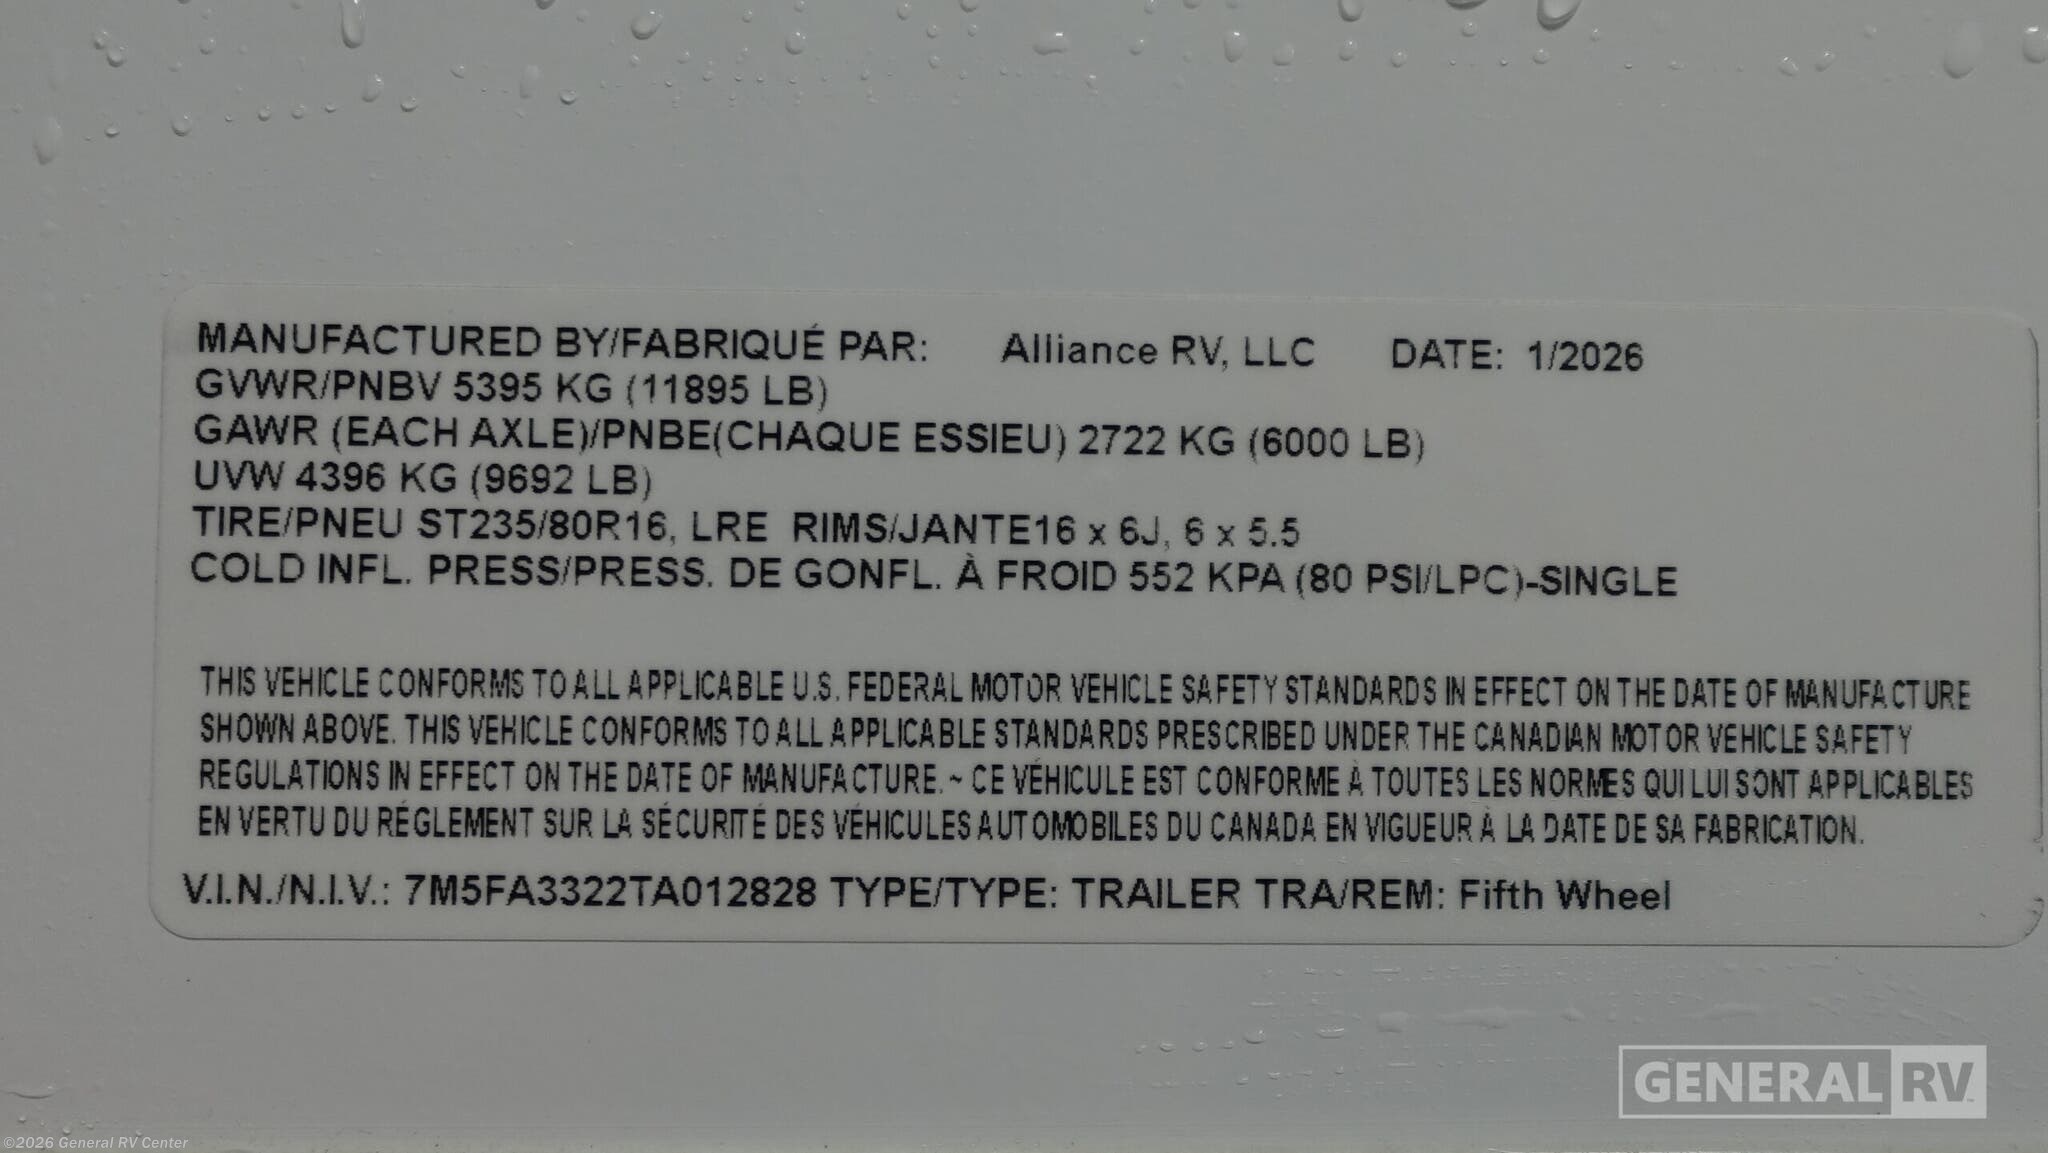 MANUFACTURED BY/FABRIQUÉ PAR: Alliance RV, LLC DATE: 1/2026
GVWR/PNBV 5395 KG (11895 LB)
GAWR (EACH AXLE)/PNBE(CHAQUE ESSIEU) 2722 KG (6000 LB)
UVW 4396 KG (9692 LB)
TIRE/PNEU ST235/80R16, LRE RIMS/JANTE16 x 6J, 6 x 5.5
COLD INFL. PRESS/PRESS. DE GONFL. À FROID 552 KPA (80 PSI/LPC)-SINGLE
THIS VEHICLE CONFORMS TO ALL APPLICABLE U.S. FEDERAL MOTOR VEHICLE SAFETY STANDARDS IN EFFECT ON THE DATE OF MANUFACTURE
SHOWN ABOVE. THIS VEHICLE CONFORMS TO ALL APPLICABLE STANDARDS PRESCRIBED UNDER THE CANADIAN MOTOR VEHICLE SAFETY
REGULATIONS IN EFFECT ON THE DATE OF MANUFACTURE. ~ CE VÉHICULE EST CONFORME À TOUTES LES NORMES QUI LUI SONT APPLICABLES
EN VERTU DU RÉGLEMENT SUR LA SÉCURITÉ DES VÉHICULES AUTOMOBILES DU CANADA EN VIGUEUR À LA DATE DE SA FABRICATION.
V.I.N./N.I.V.: 7M5FA3322TA012828 TYPE/TYPE: TRAILER TRA/REM: Fifth Wheel
GENERAL RV
©2026 General RV Center